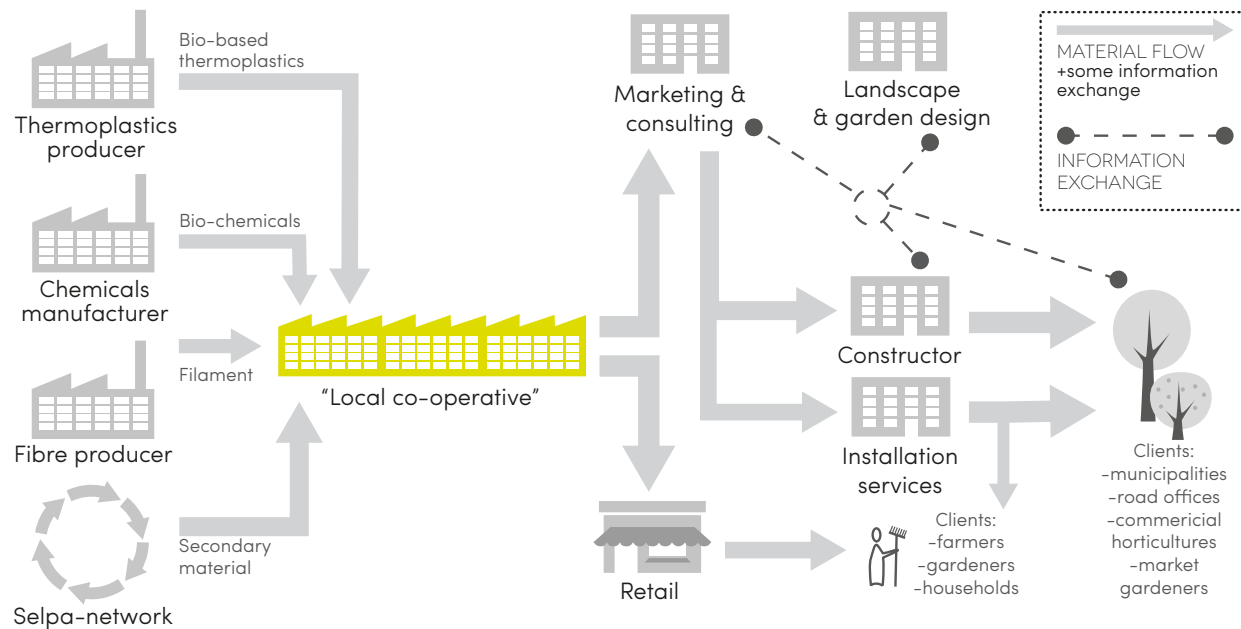 Bio-based
thermoplastics
Thermoplastics
producer
Bio-chemicals
Chemicals
manufacturer
Filament
Fibre producer
Secondary
material
Selpa-network
“Local co-operative”
Marketing &
consulting
Landscape
& garden design
Constructor
Installation
services
Retail
Clients:
-farmers
-gardeners
-households
Clients:
-municipalities
-road offices
-commericial
horticultures
-market
gardeners
MATERIAL FLOW
+some information
exchange
INFORMATION
EXCHANGE